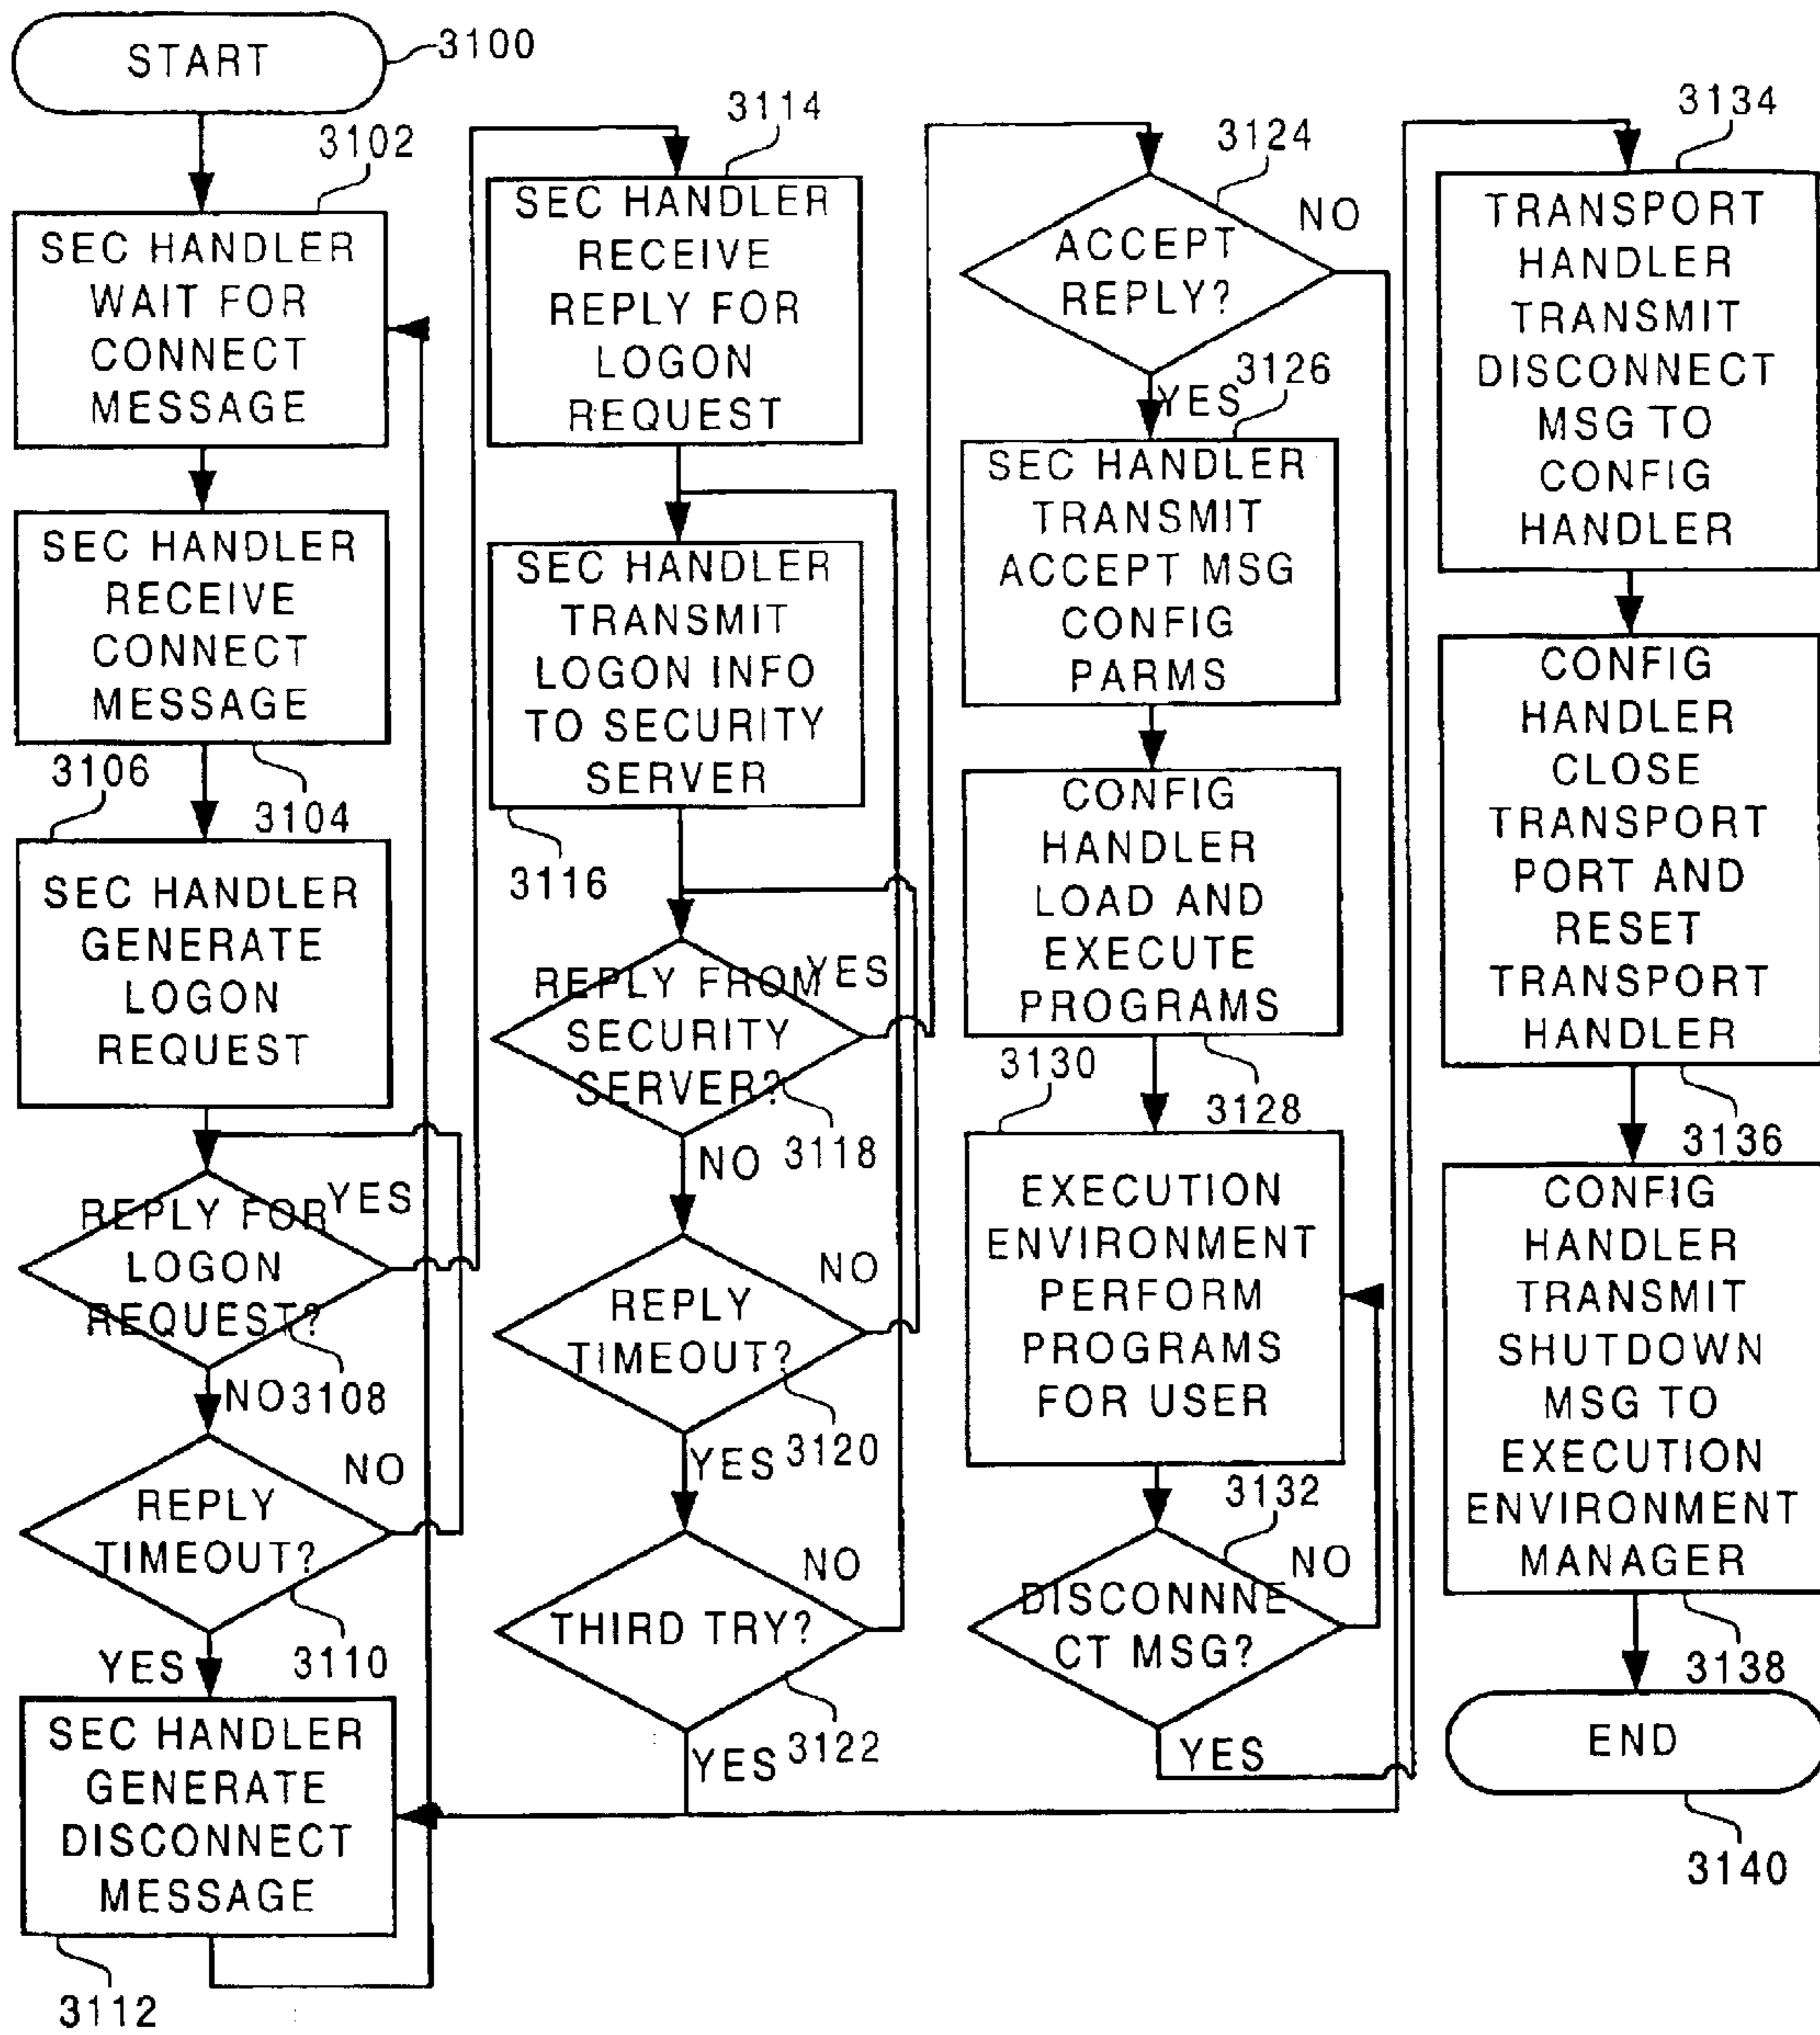 START
3100
3102
SEC HANDLER
WAIT FOR
CONNECT
MESSAGE
SEC HANDLER
RECEIVE
CONNECT
MESSAGE
3104
3106
SEC HANDLER
GENERATE
LOGON
REQUEST
REPLY FOR
LOGON
REQUEST?
YES
NO
3108
REPLY
TIMEOUT?
NO
YES
3110
SEC HANDLER
GENERATE
DISCONNECT
MESSAGE
3112
3114
SEC HANDLER
RECEIVE
REPLY FOR
LOGON
REQUEST
SEC HANDLER
TRANSMIT
LOGON INFO
TO SECURITY
SERVER
3116
REPLY FROM
SECURITY
SERVER?
YES
NO
3118
REPLY
TIMEOUT?
NO
YES
3120
THIRD TRY?
NO
YES
3122
3124
ACCEPT
REPLY?
NO
YES
3126
SEC HANDLER
TRANSMIT
ACCEPT MSG
CONFIG
PARMS
CONFIG
HANDLER
LOAD AND
EXECUTE
PROGRAMS
3128
3130
EXECUTION
ENVIRONMENT
PERFORM
PROGRAMS
FOR USER
3132
DISCONNNE
CT MSG?
NO
YES
3134
TRANSPORT
HANDLER
TRANSMIT
DISCONNECT
MSG TO
CONFIG
HANDLER
CONFIG
HANDLER
CLOSE
TRANSPORT
PORT AND
RESET
TRANSPORT
HANDLER
3136
CONFIG
HANDLER
TRANSMIT
SHUTDOWN
MSG TO
EXECUTION
ENVIRONMENT
MANAGER
3138
END
3140